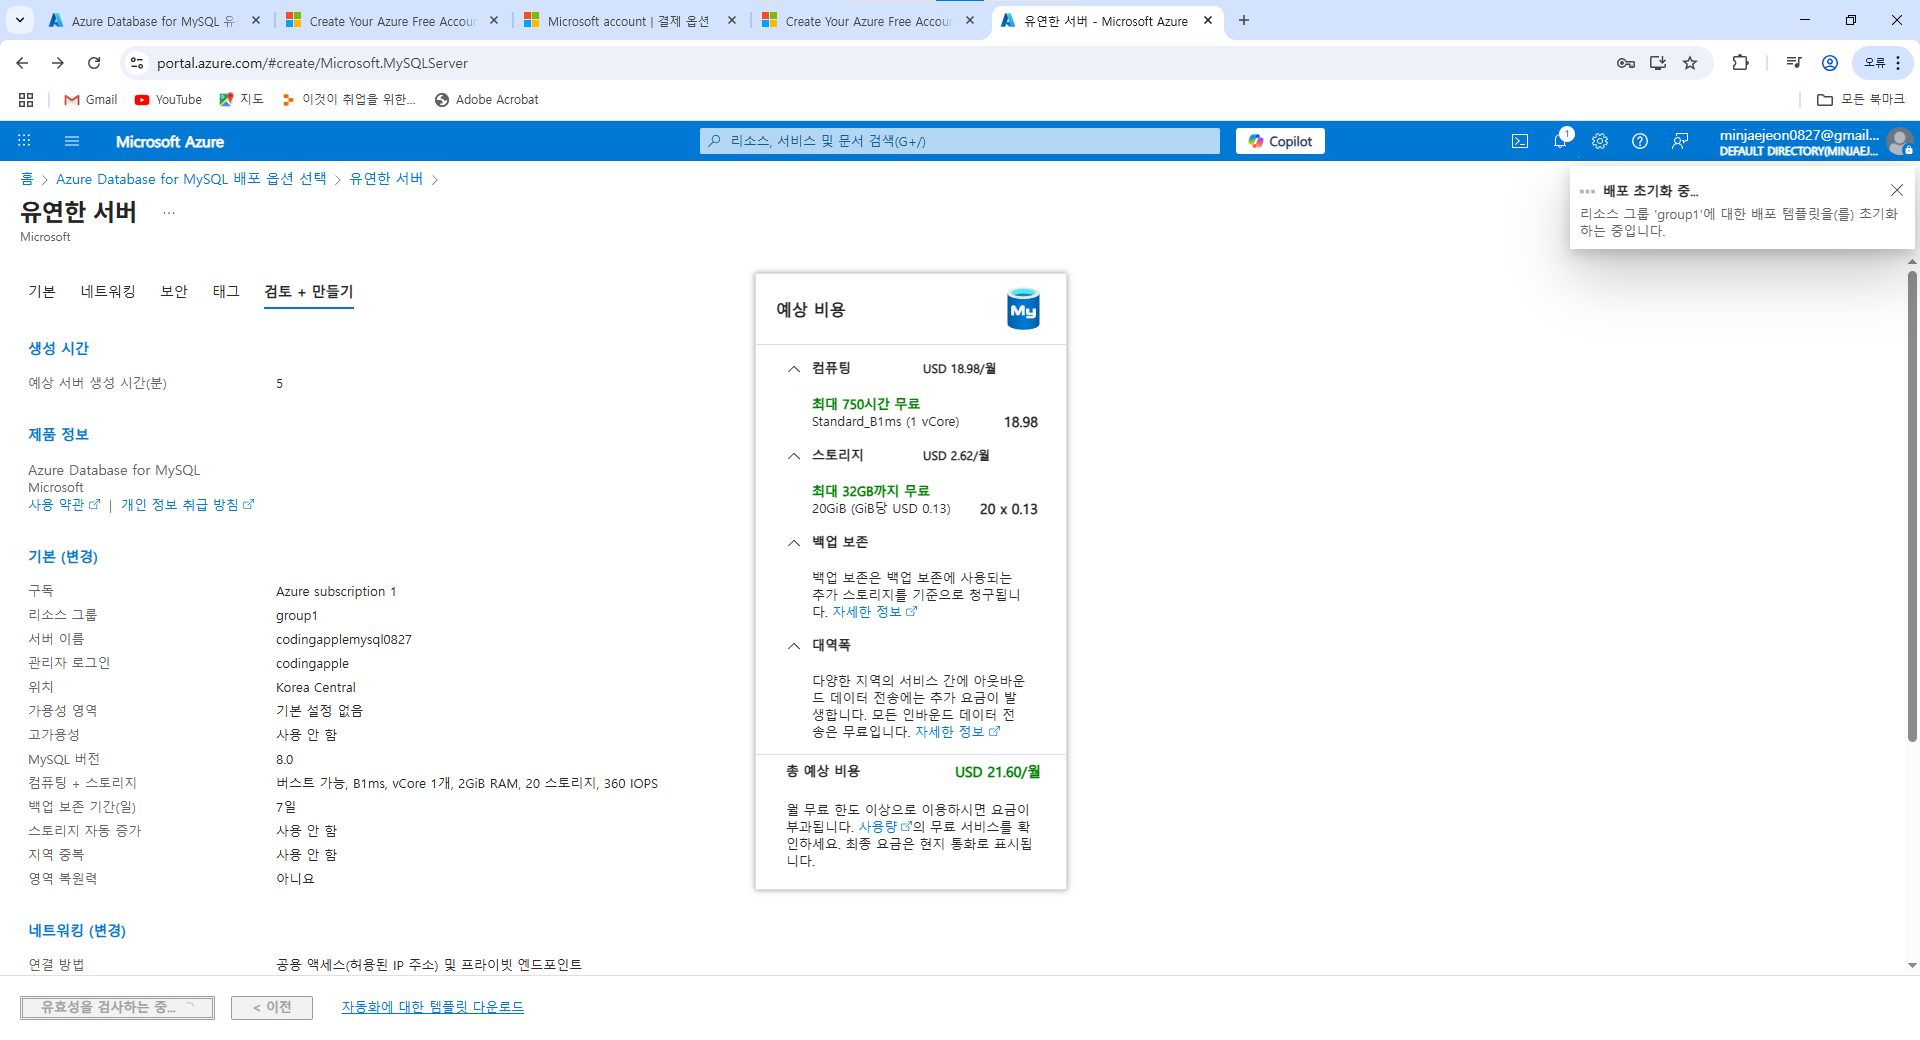 Azure Database for MySQL 유
Create Your Azure Free Accour
Microsoft account | 결제 옵션
Create Your Azure Free Accour
유연한 서버 - Microsoft Azure
portal.azure.com/#create/Microsoft.MySQLServer
오류
Gmail
YouTube
지도
이것이 취업을 위한...
Adobe Acrobat
모든 북마크
Microsoft Azure
리소스, 서비스 및 문서 검색(G+/)
Copilot
1
minjaejeon0827@gmail...
DEFAULT DIRECTORY(MINJAEJ...
홈 > Azure Database for MySQL 배포 옵션 선택 > 유연한 서버 >
유연한 서버 ...
Microsoft
배포 초기화 중...
리소스 그룹 'group1'에 대한 배포 템플릿을(를) 초기화
하는 중입니다.
기본 네트워킹 보안 태그 검토 + 만들기
생성 시간
예상 서버 생성 시간(분) 5
제품 정보
Azure Database for MySQL
Microsoft
사용 약관 | 개인 정보 취급 방침
기본 (변경)
구독 Azure subscription 1
리소스 그룹 group1
서버 이름 codingapplemysql0827
관리자 로그인 codingapple
위치 Korea Central
가용성 영역 기본 설정 없음
고가용성 사용 안 함
MySQL 버전 8.0
컴퓨팅 + 스토리지 버스트 가능, B1ms, vCore 1개, 2GiB RAM, 20 스토리지, 360 IOPS
백업 보존 기간(일) 7일
스토리지 자동 증가 사용 안 함
지역 중복 사용 안 함
영역 복원력 아니요
네트워킹 (변경)
연결 방법 공용 액세스(허용된 IP 주소) 및 프라이빗 엔드포인트
예상 비용
My
컴퓨팅 USD 18.98/월
최대 750시간 무료
Standard_B1ms (1 vCore) 18.98
스토리지 USD 2.62/월
최대 32GB까지 무료
20GiB (GiB당 USD 0.13) 20 x 0.13
백업 보존
백업 보존은 백업 보존에 사용되는
추가 스토리지를 기준으로 청구됩니
다. 자세한 정보
대역폭
다양한 지역의 서비스 간에 아웃바운
드 데이터 전송에는 추가 요금이 발
생합니다. 모든 인바운드 데이터 전
송은 무료입니다. 자세한 정보
총 예상 비용 USD 21.60/월
월 무료 한도 이상으로 이용하시면 요금이
부과됩니다. 사용량의 무료 서비스를 확
인하세요. 최종 요금은 현지 통화로 표시됩
니다.
유효성을 검사하는 중...
< 이전
자동화에 대한 템플릿 다운로드